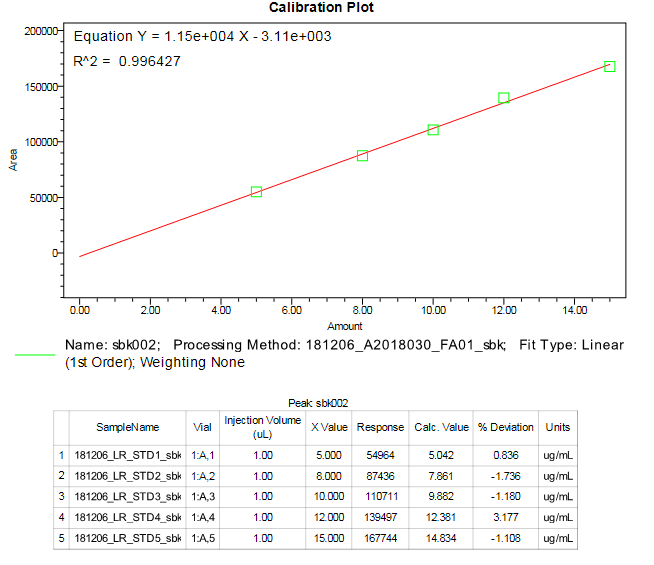 Calibration Plot
Equation Y = 1.15e+004 X - 3.11e+003
R^2 = 0.996427
200000
150000
100000
50000
0
Area
0.00 2.00 4.00 6.00 8.00 10.00 12.00 14.00
Amount
Name: sbk002; Processing Method: 181206_A2018030_FA01_sbk; Fit Type: Linear
(1st Order); Weighting None
Peak: sbk002
SampleName Vial Injection Volume (uL) X Value Response Calc. Value % Deviation Units
1 181206_LR_STD1_sbk 1:A,1 1.00 5.000 54964 5.042 0.836 ug/mL
2 181206_LR_STD2_sbk 1:A,2 1.00 8.000 87436 7.861 -1.736 ug/mL
3 181206_LR_STD3_sbk 1:A,3 1.00 10.000 110711 9.882 -1.180 ug/mL
4 181206_LR_STD4_sbk 1:A,4 1.00 12.000 139497 12.381 3.177 ug/mL
5 181206_LR_STD5_sbk 1:A,5 1.00 15.000 167744 14.834 -1.108 ug/mL